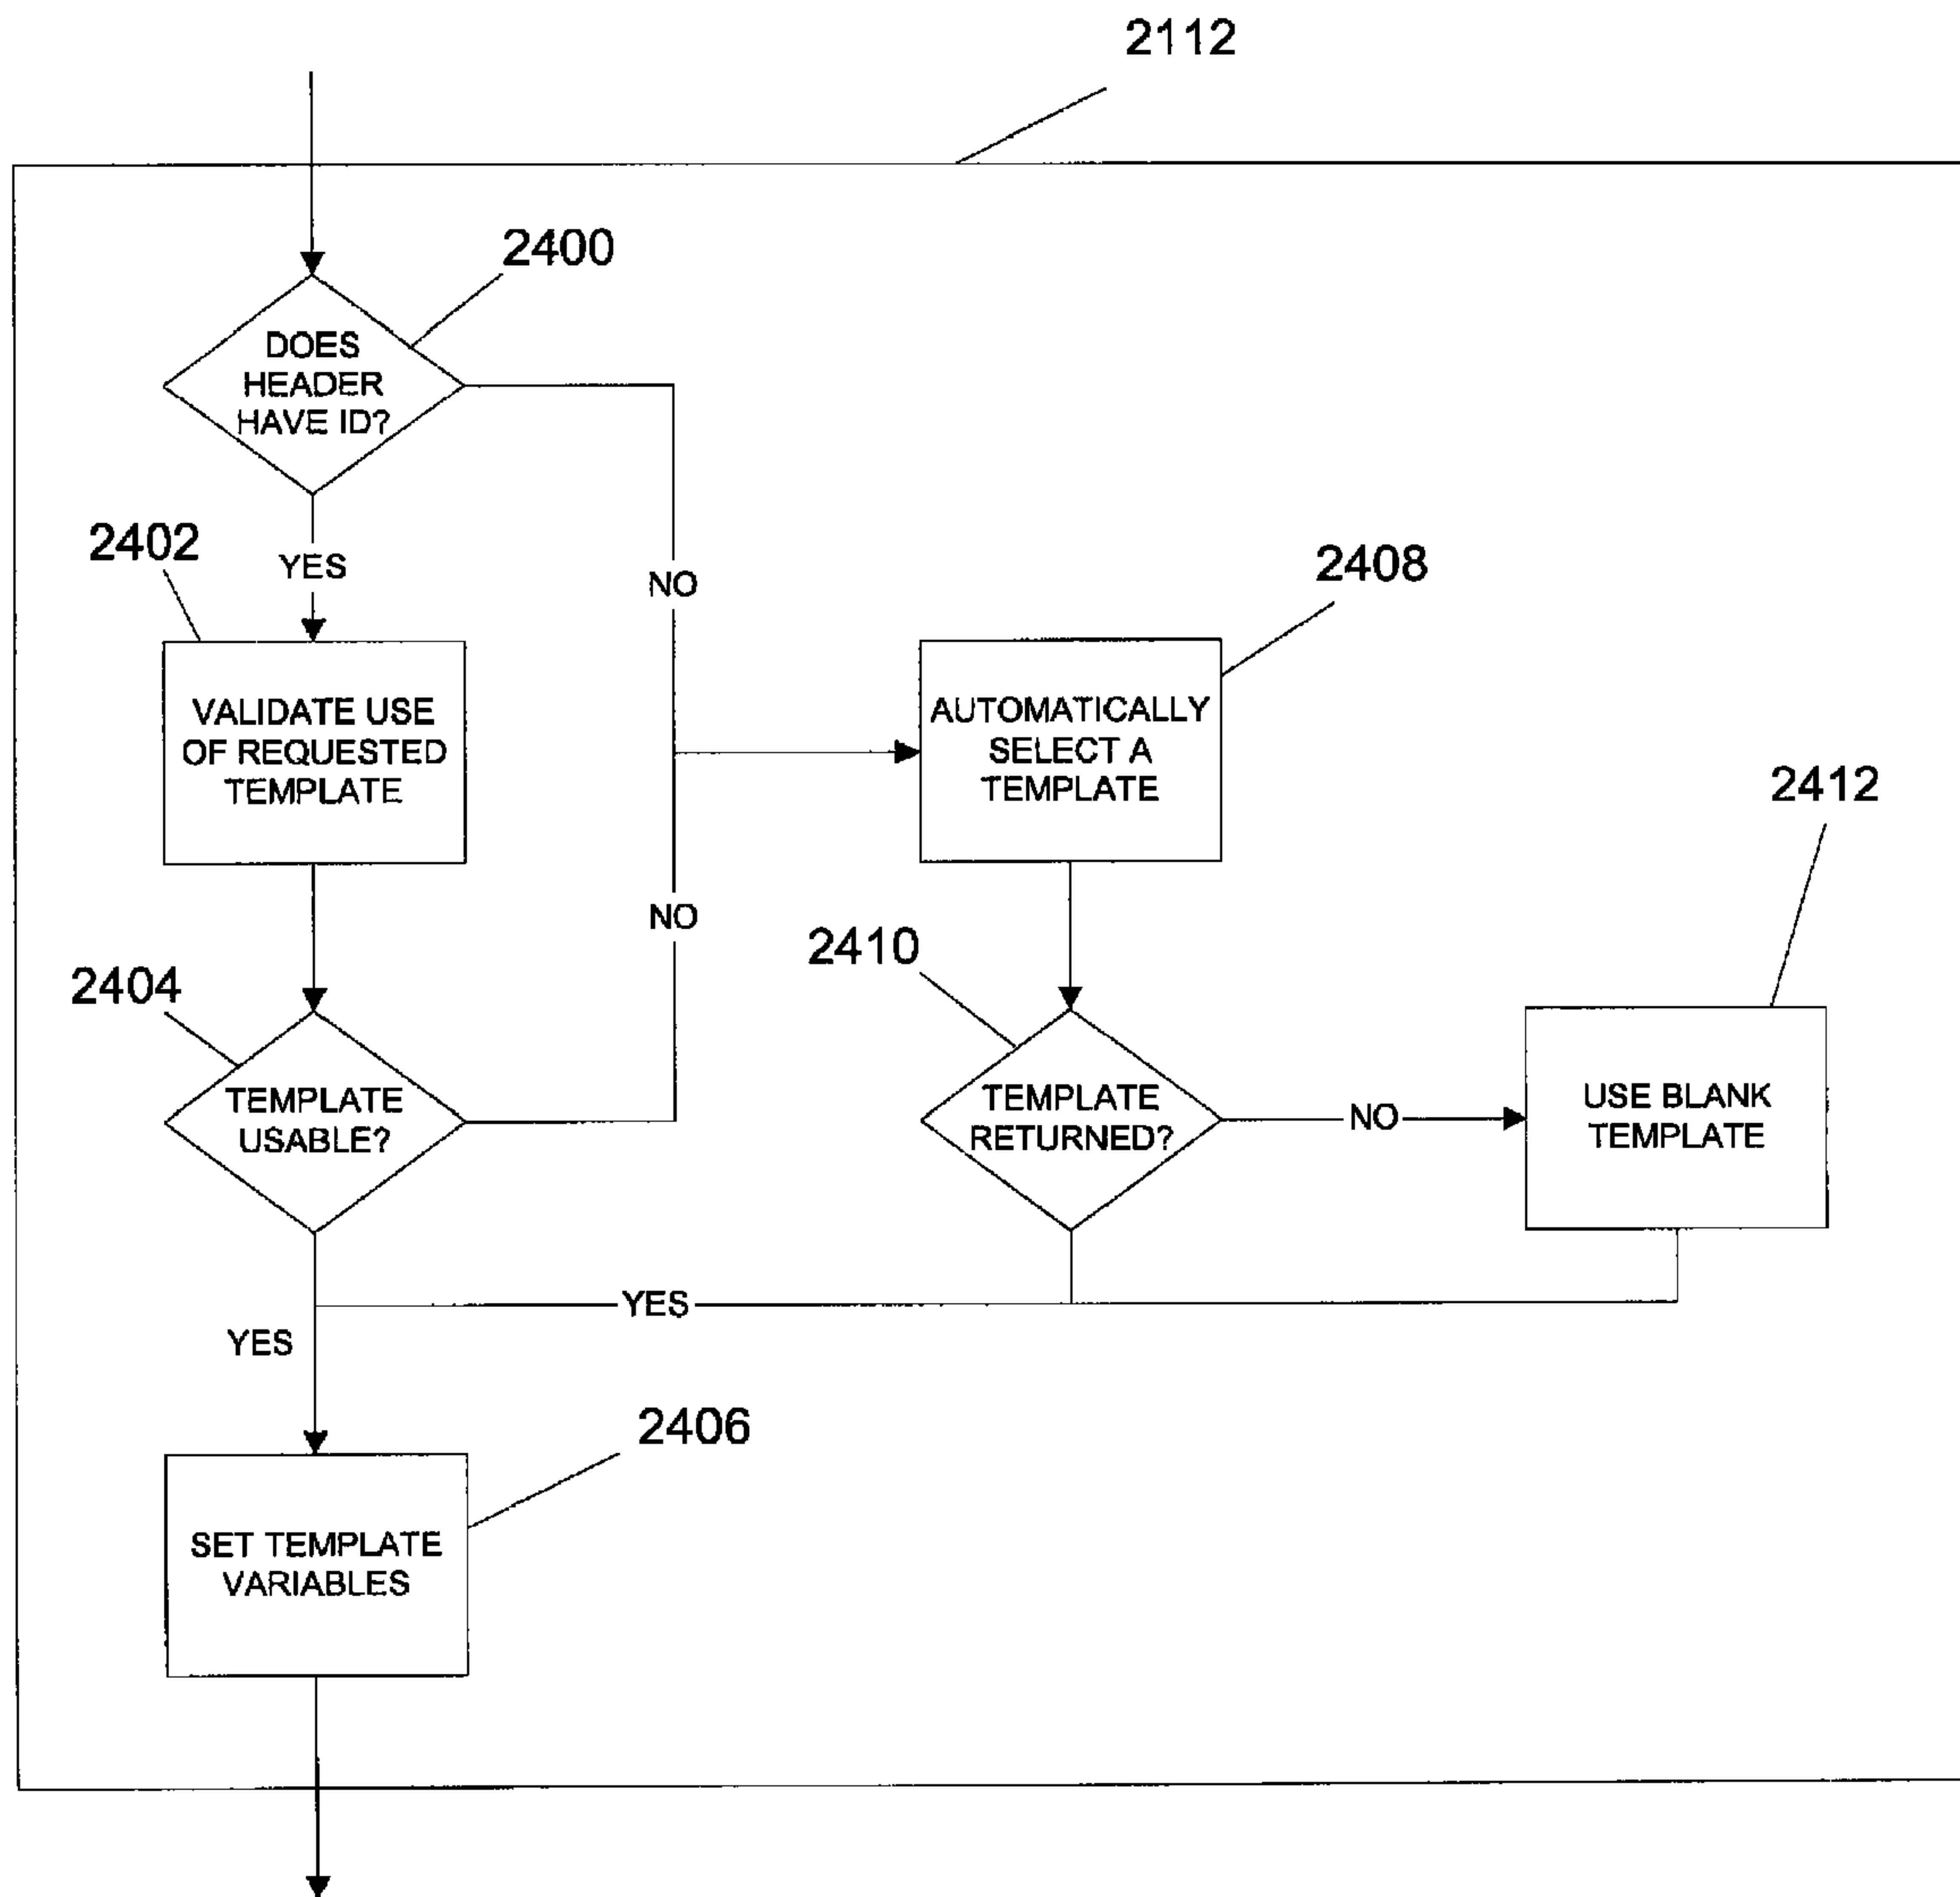 2112
2400
DOES
HEADER
HAVE ID?
2402
YES
NO
2408
VALIDATE USE
OF REQUESTED
TEMPLATE
AUTOMATICALLY
SELECT A
TEMPLATE
2412
NO
2410
2404
TEMPLATE
USABLE?
TEMPLATE
RETURNED?
NO
USE BLANK
TEMPLATE
YES
YES
2406
SET TEMPLATE
VARIABLES